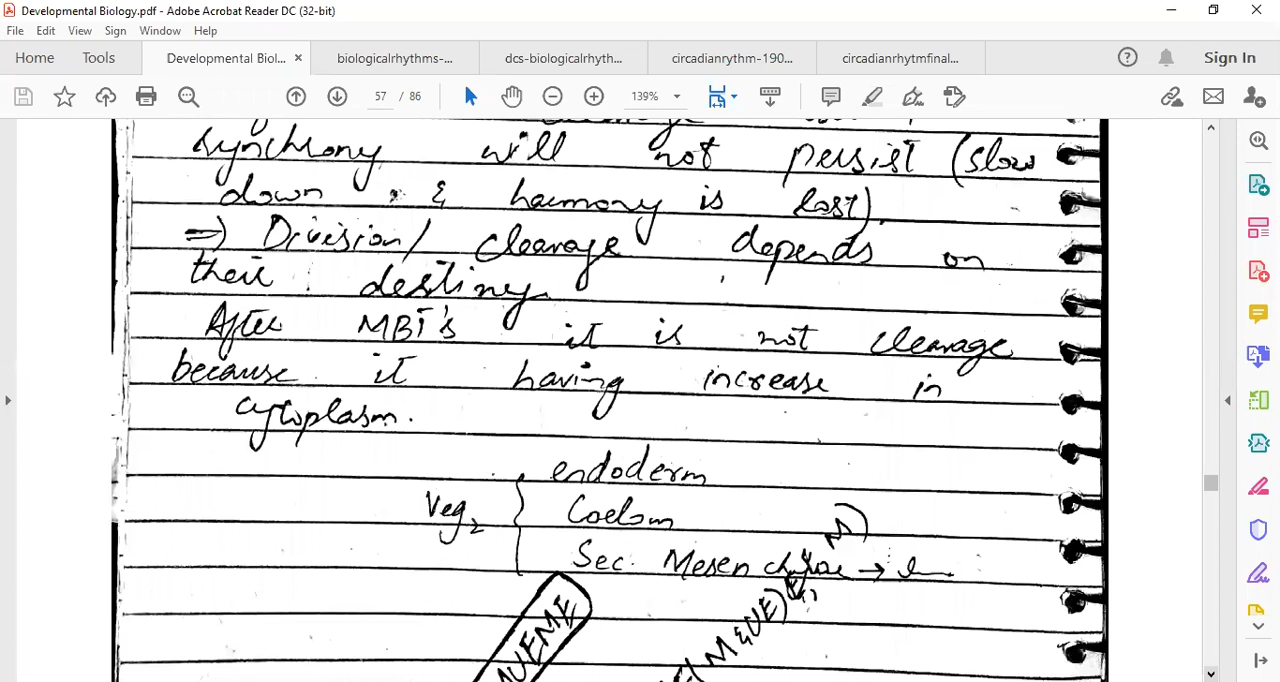 Developmental Biology.pdf - Adobe Acrobat Reader DC (32-bit)
File Edit View Sign Window Help
Home Tools Developmental Biol... × biologicalrhythms-... dcs-biologicalrhyth... circadianrythm-190... circadianrhytmfinal... Sign In
57 / 86 139%
synchrony will not persist (slow
down & harmony is lost).
=) Division/ cleavage depends on
their destiny.
After MBT's it is not cleavage
because it having increase in
cytoplasm.
endoderm
Veg2 { Coelom
Sec. Mesenchyme →